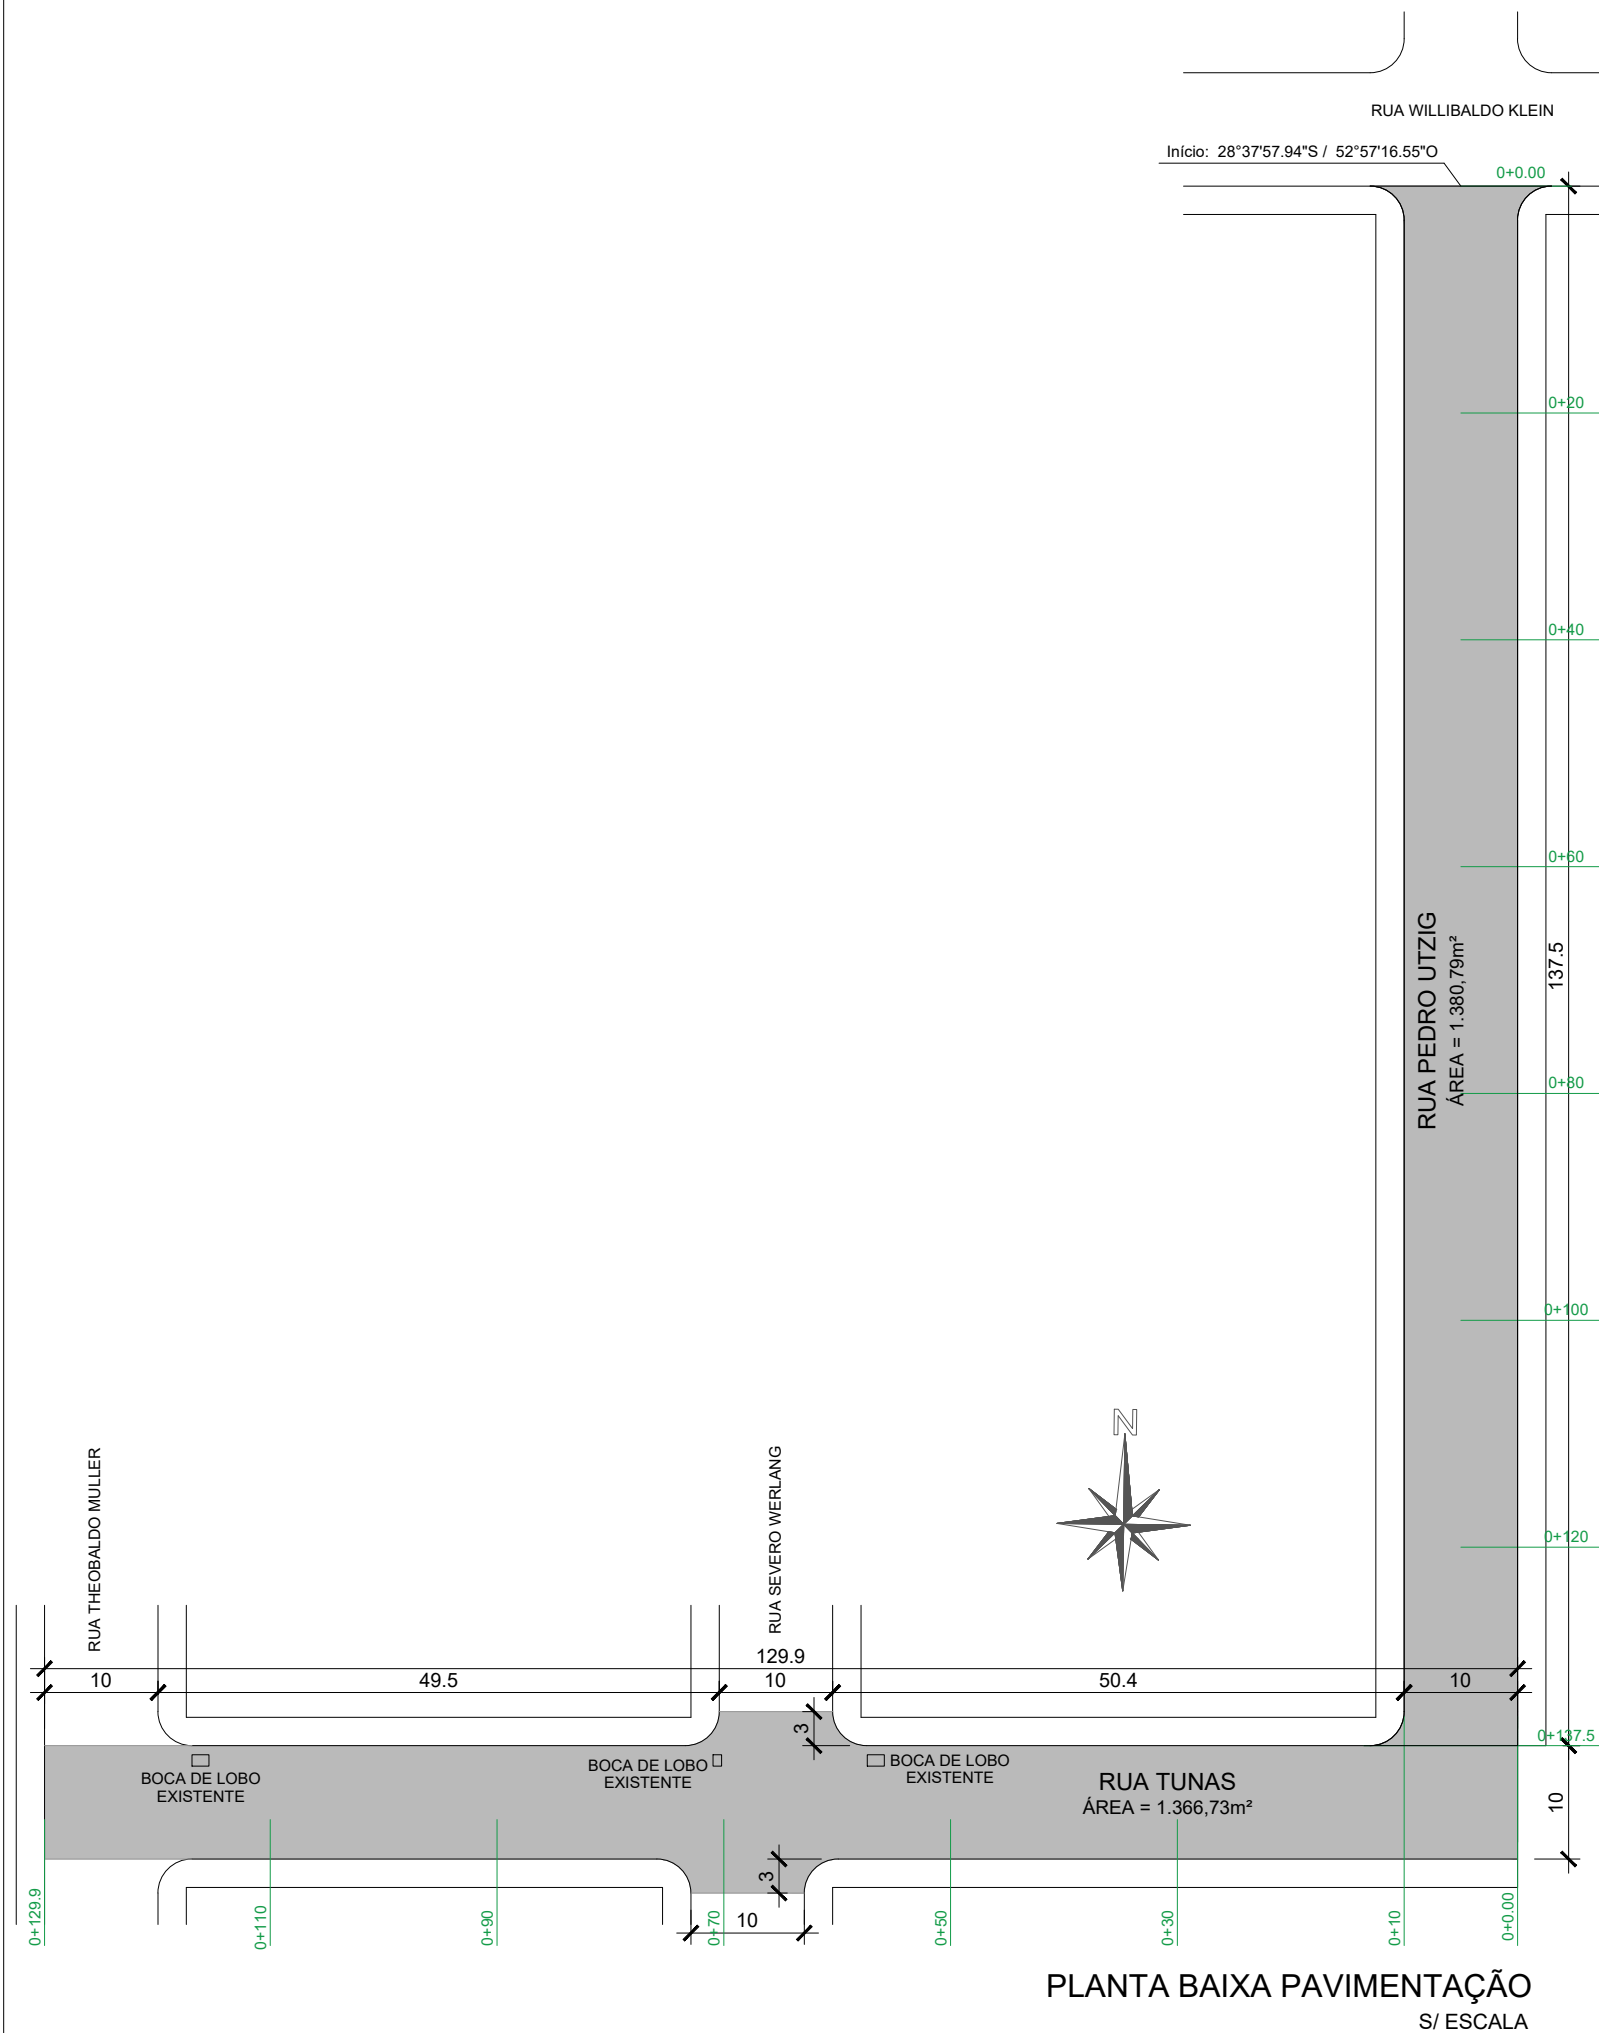 RUA WILLIBALDO KLEIN
Início: 28°37'57.94"S / 52°57'16.55"O
0+0.00
0+20
0+40
0+60
RUA PEDRO UTZIG
ÁREA = 1.380,79m²
137.5
0+80
0+100
N
0+120
RUA THEOBALDO MULLER
RUA SEVERO WERLANG
129.9
10
49.5
10
50.4
10
3
0+137.5
BOCA DE LOBO
EXISTENTE
BOCA DE LOBO
EXISTENTE
BOCA DE LOBO
EXISTENTE
RUA TUNAS
ÁREA = 1.366,73m²
10
3
10
0+129.9
0+110
0+90
0+70
0+50
0+30
0+10
0+0.00
PLANTA BAIXA PAVIMENTAÇÃO
S/ ESCALA